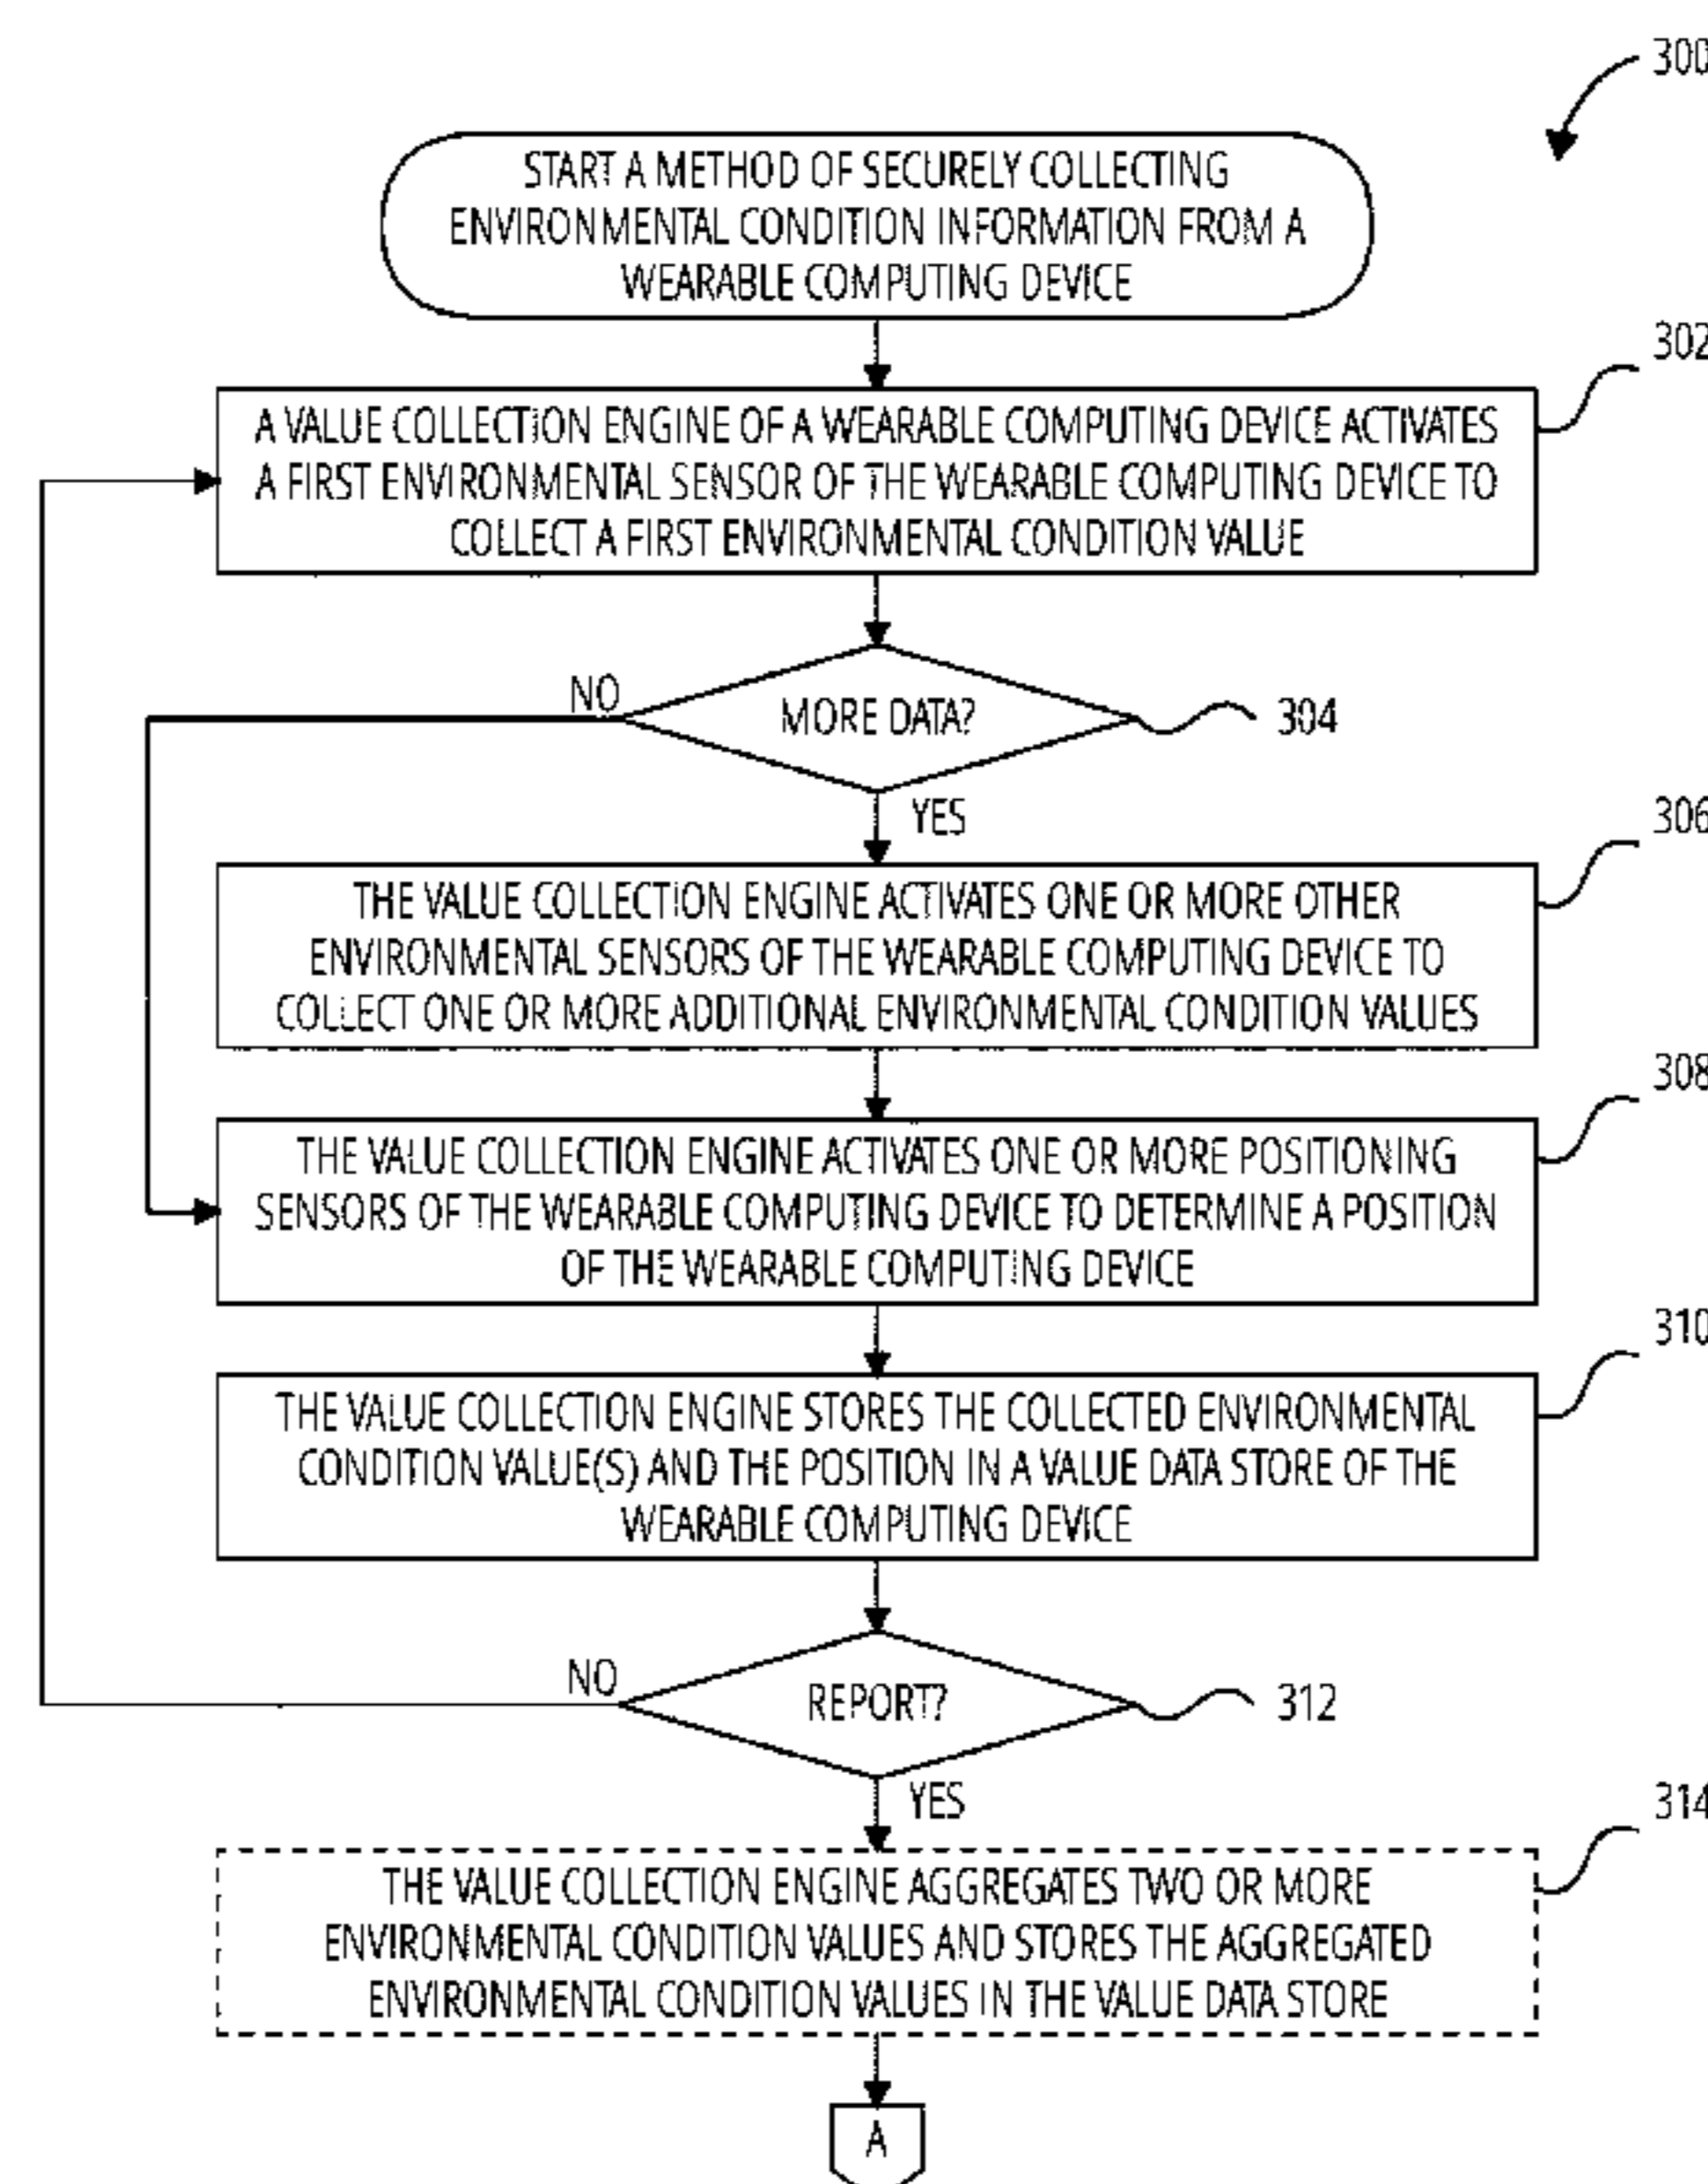 300
START A METHOD OF SECURELY COLLECTING
ENVIRONMENTAL CONDITION INFORMATION FROM A
WEARABLE COMPUTING DEVICE
302
A VALUE COLLECTION ENGINE OF A WEARABLE COMPUTING DEVICE ACTIVATES
A FIRST ENVIRONMENTAL SENSOR OF THE WEARABLE COMPUTING DEVICE TO
COLLECT A FIRST ENVIRONMENTAL CONDITION VALUE
NO
MORE DATA?
304
YES
306
THE VALUE COLLECTION ENGINE ACTIVATES ONE OR MORE OTHER
ENVIRONMENTAL SENSORS OF THE WEARABLE COMPUTING DEVICE TO
COLLECT ONE OR MORE ADDITIONAL ENVIRONMENTAL CONDITION VALUES
308
THE VALUE COLLECTION ENGINE ACTIVATES ONE OR MORE POSITIONING
SENSORS OF THE WEARABLE COMPUTING DEVICE TO DETERMINE A POSITION
OF THE WEARABLE COMPUTING DEVICE
310
THE VALUE COLLECTION ENGINE STORES THE COLLECTED ENVIRONMENTAL
CONDITION VALUE(S) AND THE POSITION IN A VALUE DATA STORE OF THE
WEARABLE COMPUTING DEVICE
NO
REPORT?
312
YES
314
THE VALUE COLLECTION ENGINE AGGREGATES TWO OR MORE
ENVIRONMENTAL CONDITION VALUES AND STORES THE AGGREGATED
ENVIRONMENTAL CONDITION VALUES IN THE VALUE DATA STORE
A